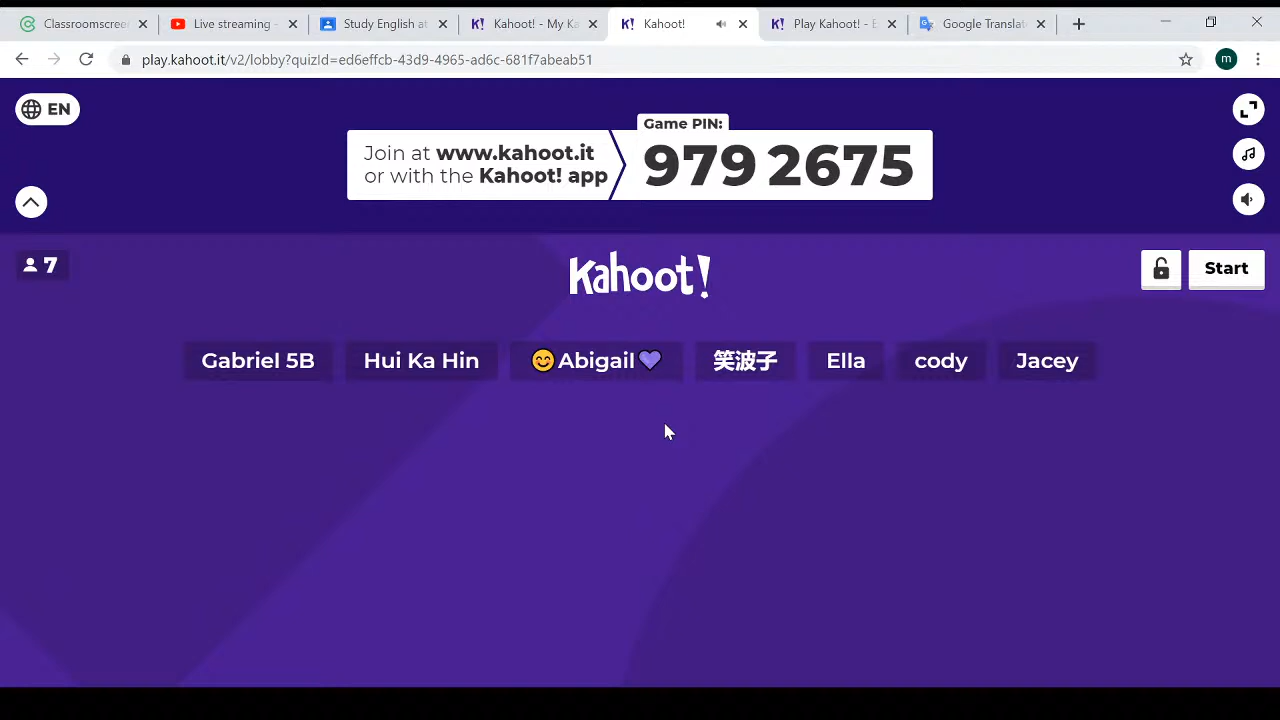 Classroomscree
Live streaming -
Study English at
Kahoot! - My Ka
Kahoot!
Play Kahoot! - E
Google Translat
play.kahoot.it/v2/lobby?quizId=ed6effcb-43d9-4965-ad6c-681f7abeab51
m
EN
Game PIN:
Join at www.kahoot.it
or with the Kahoot! app
979 2675
7
Kahoot!
Start
Gabriel 5B
Hui Ka Hin
😊Abigail💜
笑波子
Ella
cody
Jacey